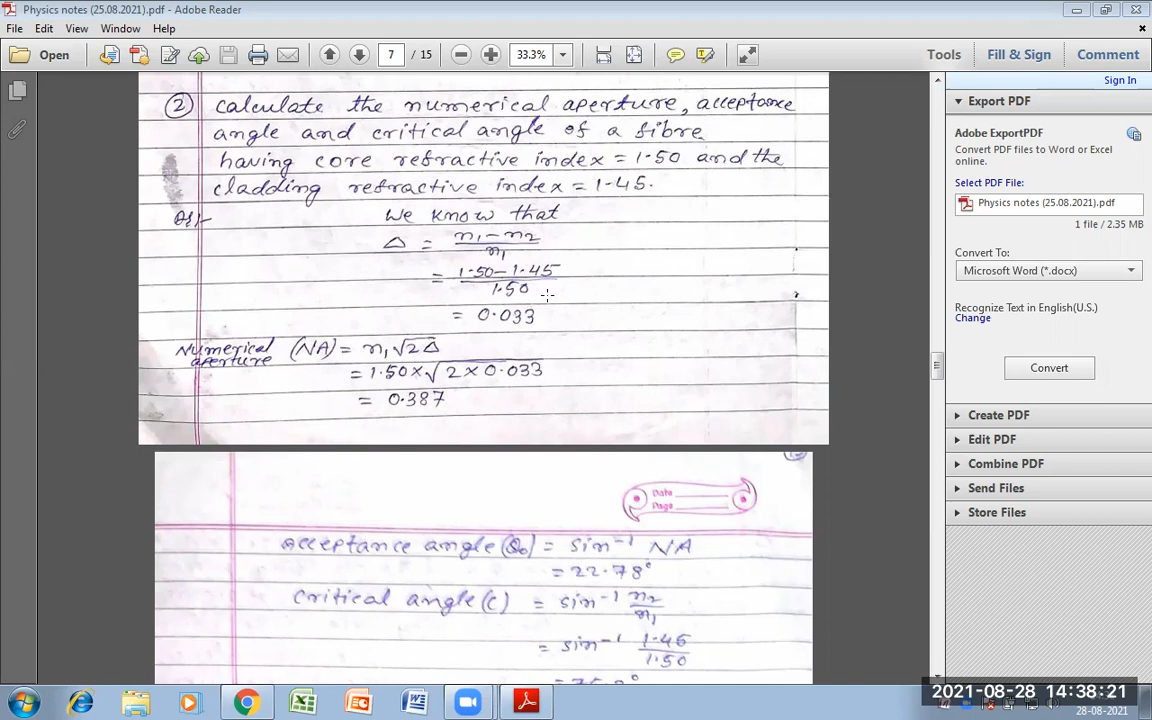 Physics notes (25.08.2021).pdf - Adobe Reader
File Edit View Window Help
Open 7 / 15 33.3% Tools Fill & Sign Comment
Sign In
Export PDF
Adobe ExportPDF
Convert PDF files to Word or Excel
online.
Select PDF File:
Physics notes (25.08.2021).pdf
1 file / 2.35 MB
Convert To:
Microsoft Word (*.docx)
Recognize Text in English(U.S.)
Change
Convert
Create PDF
Edit PDF
Combine PDF
Send Files
Store Files
② Calculate the numerical aperture, acceptance
angle and critical angle of a fibre
having core refractive index = 1.50 and the
cladding refractive index = 1.45.
We know that
Δ = n₁ - n₂ / n₁
= 1.50 - 1.45 / 1.50
= 0.033
Numerical aperture (NA) = n₁√2Δ
= 1.50 × √2 × 0.033
= 0.387
Date
Page
Acceptance angle (θ₀) = sin⁻¹ NA
= 22.78°
Critical angle (c) = sin⁻¹ n₂ / n₁
= sin⁻¹ 1.45 / 1.50
2021-08-28 14:38:21
28-08-2021